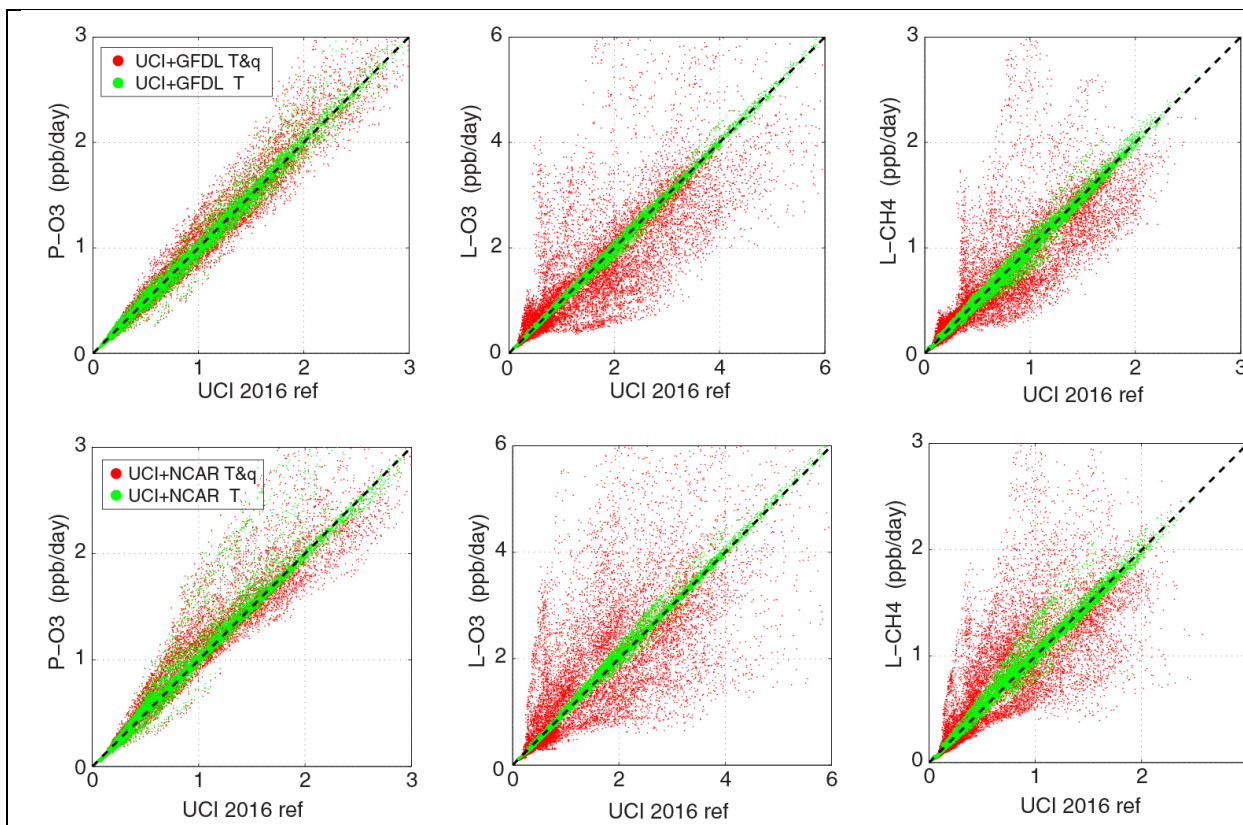 3
2
1
0
P−O3 (ppb/day)
UCI+GFDL T&q
UCI+GFDL T
0 1 2 3
UCI 2016 ref
6
4
2
0
L−O3 (ppb/day)
0 2 4 6
UCI 2016 ref
3
2
1
0
L−CH4 (ppb/day)
0 1 2 3
UCI 2016 ref
3
2
1
0
P−O3 (ppb/day)
UCI+NCAR T&q
UCI+NCAR T
0 1 2 3
UCI 2016 ref
6
4
2
0
L−O3 (ppb/day)
0 2 4 6
UCI 2016 ref
3
2
1
0
L−CH4 (ppb/day)
0 1 2
UCI 2016 ref